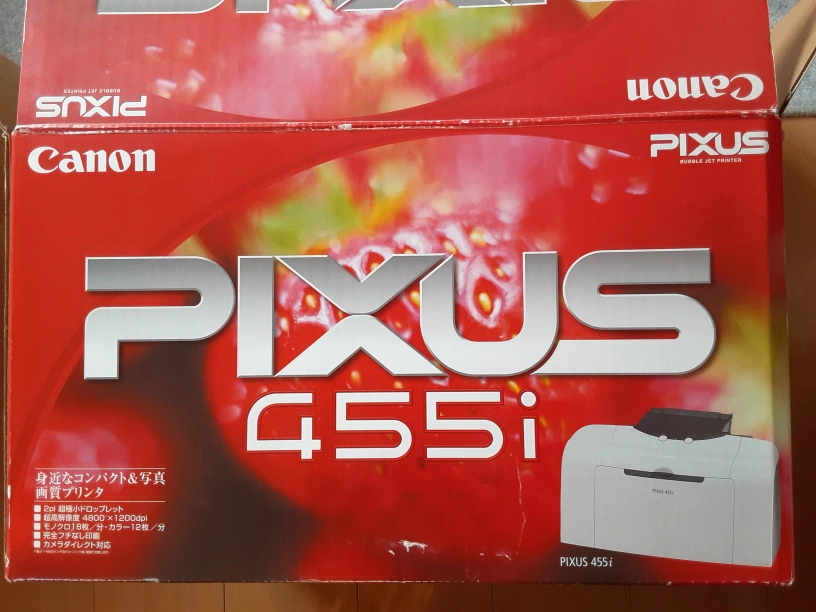 PIXUS
Canon
PIXUS
BUBBLE JET PRINTER
Canon
PIXUS
BUBBLE JET PRINTER
PIXUS
455i
身近なコンパクト&写真
画質プリンタ
■2pl 超極小ドロップレット
■超高解像度 4800×1200dpi
■モノクロ18枚/分・カラー12枚/分
■完全フチなし印刷
■カメラダイレクト対応
PIXUS 455i
PIXUS 455i